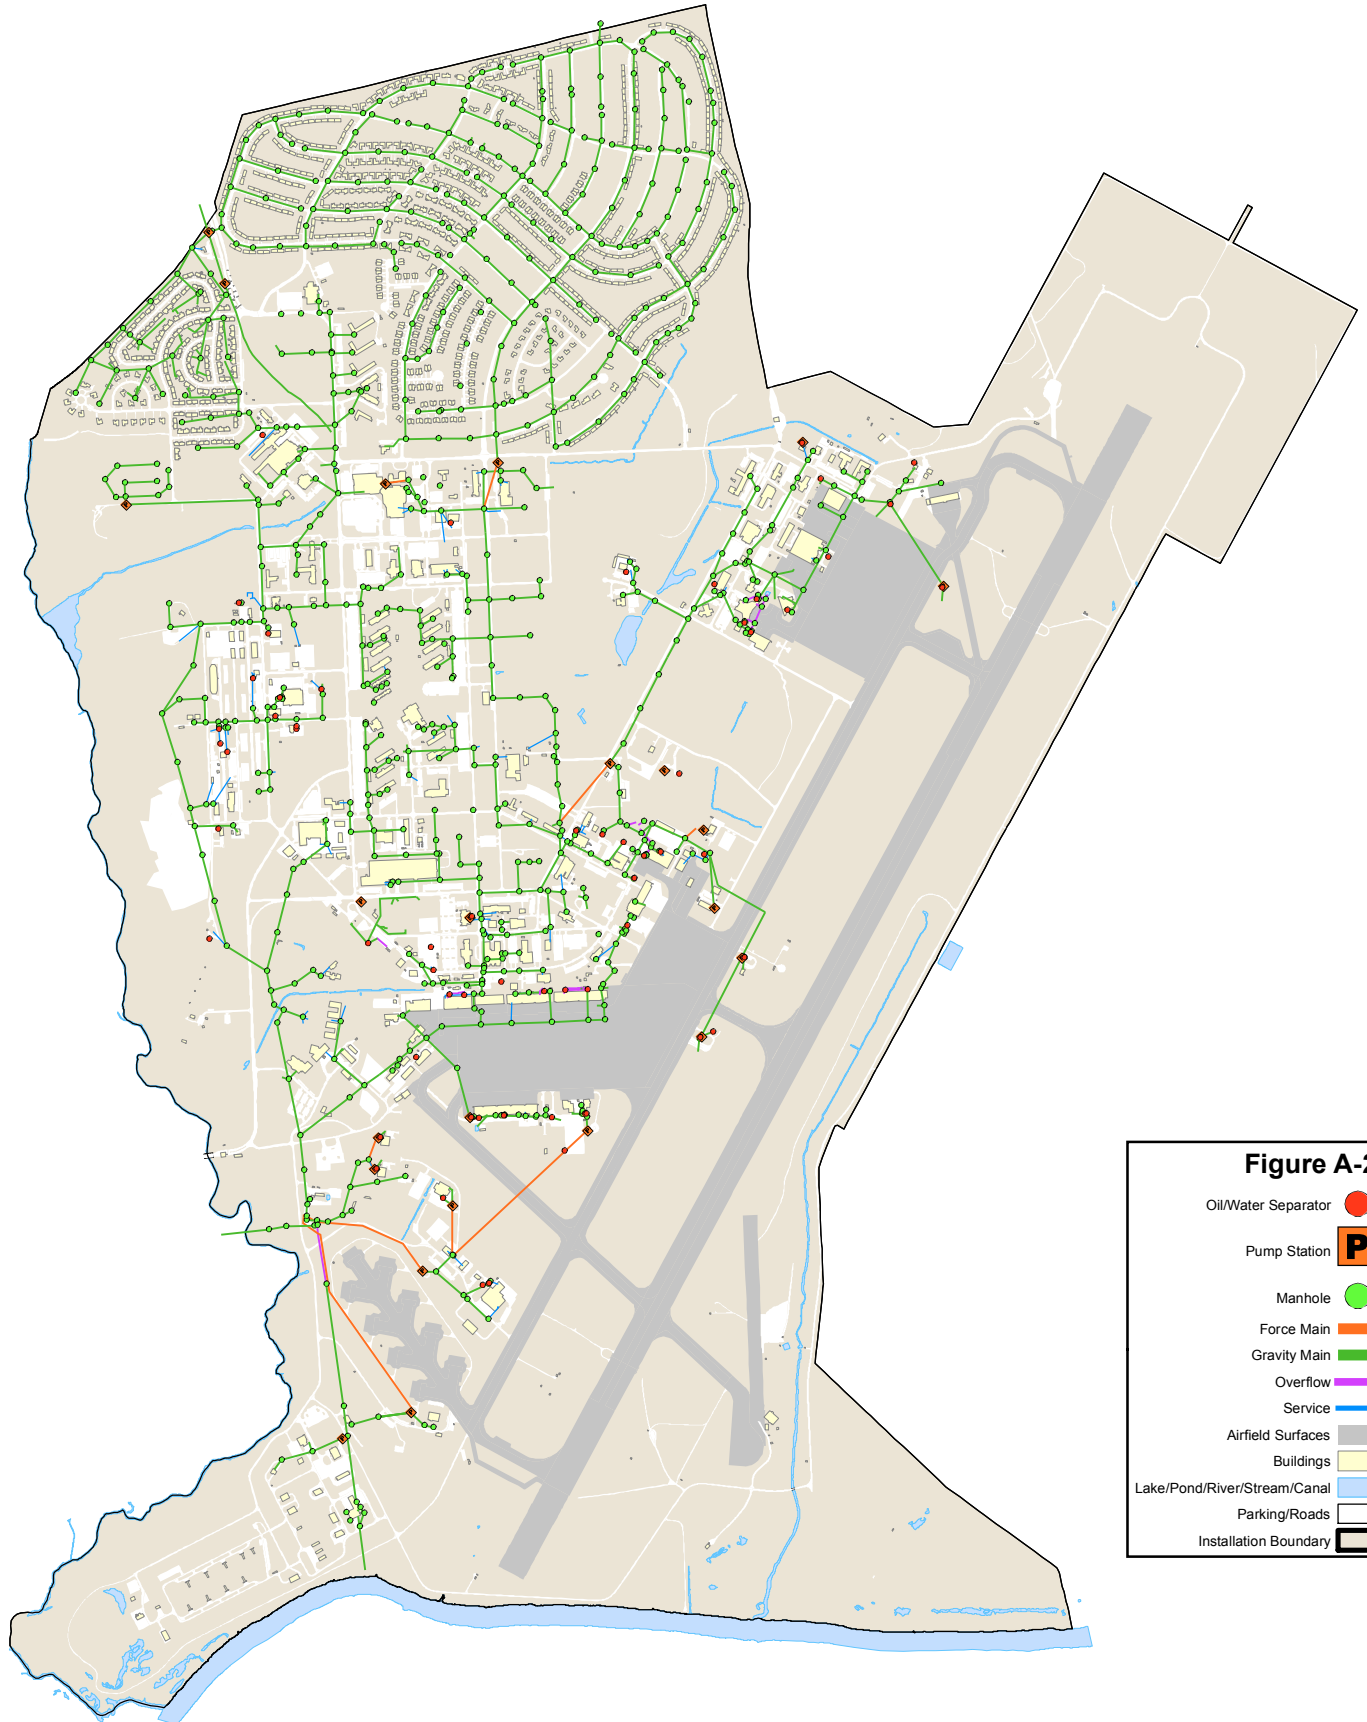 Figure A-2
Oil/Water Separator
Pump Station P
Manhole
Force Main
Gravity Main
Overflow
Service
Airfield Surfaces
Buildings
Lake/Pond/River/Stream/Canal
Parking/Roads
Installation Boundary